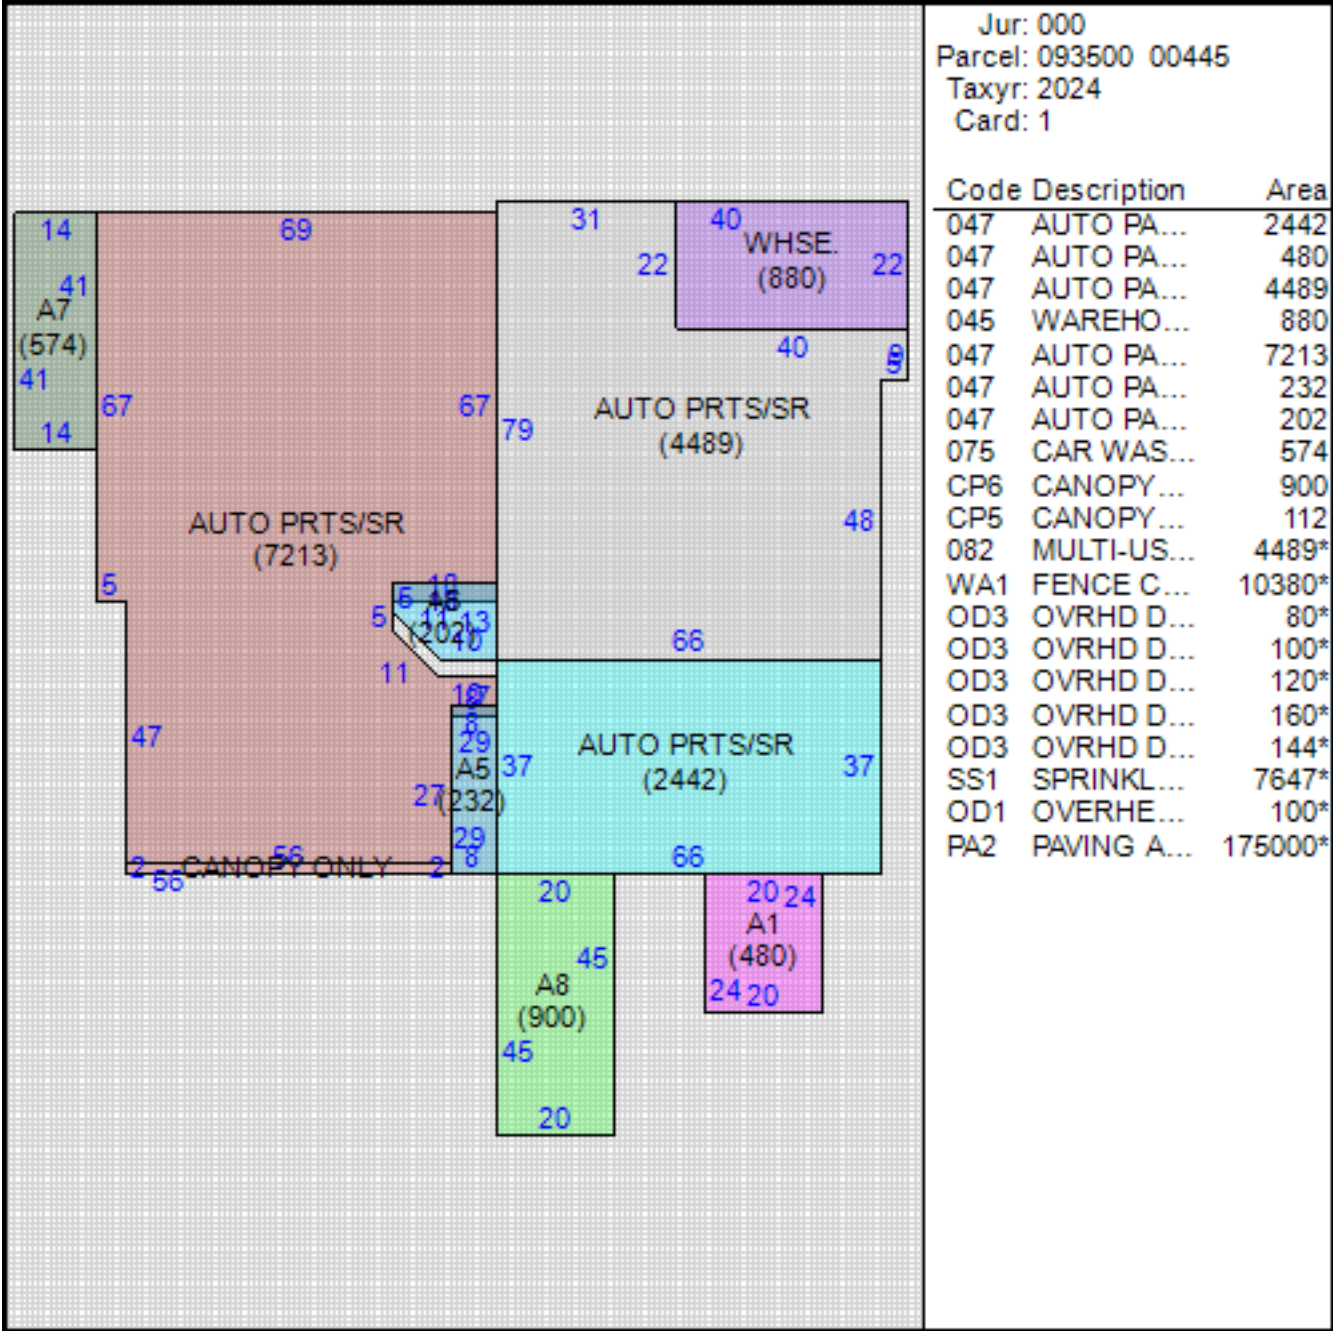 Jur: 000
Parcel: 093500 00445
Taxyr: 2024
Card: 1
Code Description Area
047 AUTO PA... 2442
047 AUTO PA... 480
047 AUTO PA... 4489
045 WAREHO... 880
047 AUTO PA... 7213
047 AUTO PA... 232
047 AUTO PA... 202
075 CAR WAS... 574
CP6 CANOPY... 900
CP5 CANOPY... 112
082 MULTI-US... 4489*
WA1 FENCE C... 10380*
OD3 OVRHD D... 80*
OD3 OVRHD D... 100*
OD3 OVRHD D... 120*
OD3 OVRHD D... 160*
OD3 OVRHD D... 144*
SS1 SPRINKL... 7647*
OD1 OVERHE... 100*
PA2 PAVING A... 175000*
14
69
31
40
22
WHSE.
(880)
22
41
A7
(574)
41
14
40
67
67
79
AUTO PRTS/SR
(4489)
48
AUTO PRTS/SR
(7213)
5
5
13
(202)
10
11
66
47
8
29
A5
(232)
27
29
8
37
AUTO PRTS/SR
(2442)
37
66
2
CANOPY ONLY
56
2
56
20
45
A8
(900)
45
20
20
24
A1
(480)
24
20